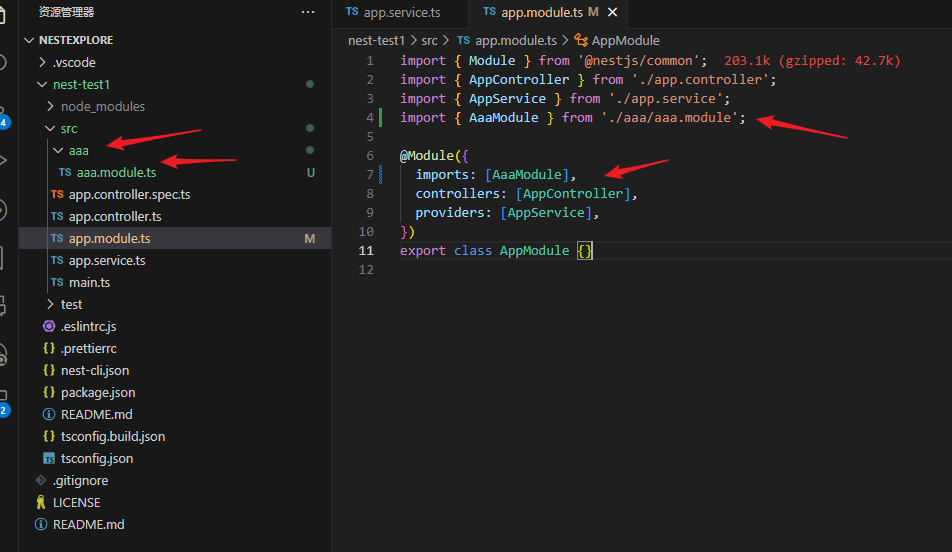 资源管理器
NESTEXPLORE
.vscode
nest-test1
node_modules
src
aaa
TS aaa.module.ts U
TS app.controller.spec.ts
TS app.controller.ts
TS app.module.ts M
TS app.service.ts
TS main.ts
test
.eslintrc.js
{} .prettierrc
{} nest-cli.json
{} package.json
README.md
{} tsconfig.build.json
TS tsconfig.json
.gitignore
LICENSE
README.md
4
2
TS app.service.ts
TS app.module.ts M
nest-test1 > src > TS app.module.ts > AppModule
1 import { Module } from '@nestjs/common'; 203.1k (gzipped: 42.7k)
2 import { AppController } from './app.controller';
3 import { AppService } from './app.service';
4 import { AaaModule } from './aaa/aaa.module';
5
6 @Module({
7 imports: [AaaModule],
8 controllers: [AppController],
9 providers: [AppService],
10 })
11 export class AppModule {}
12